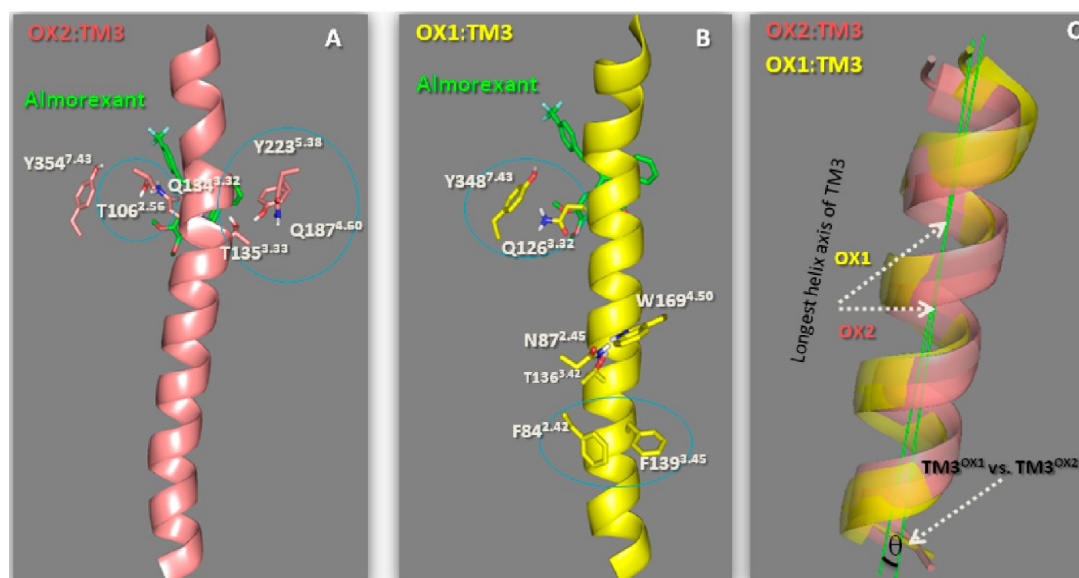 OX2:TM3
A
Almorexant
Y354^7.43
Y223^5.38
Q134^3.32
T106^2.56
Q187^4.60
T135^3.33
OX1:TM3
B
Almorexant
Y348^7.43
Q126^3.32
W169^4.50
N87^2.45
T136^3.42
F84^2.42
F139^3.45
OX2:TM3
C
OX1:TM3
Longest helix axis of TM3
OX1
OX2
TM3^OX1 vs. TM3^OX2
θ